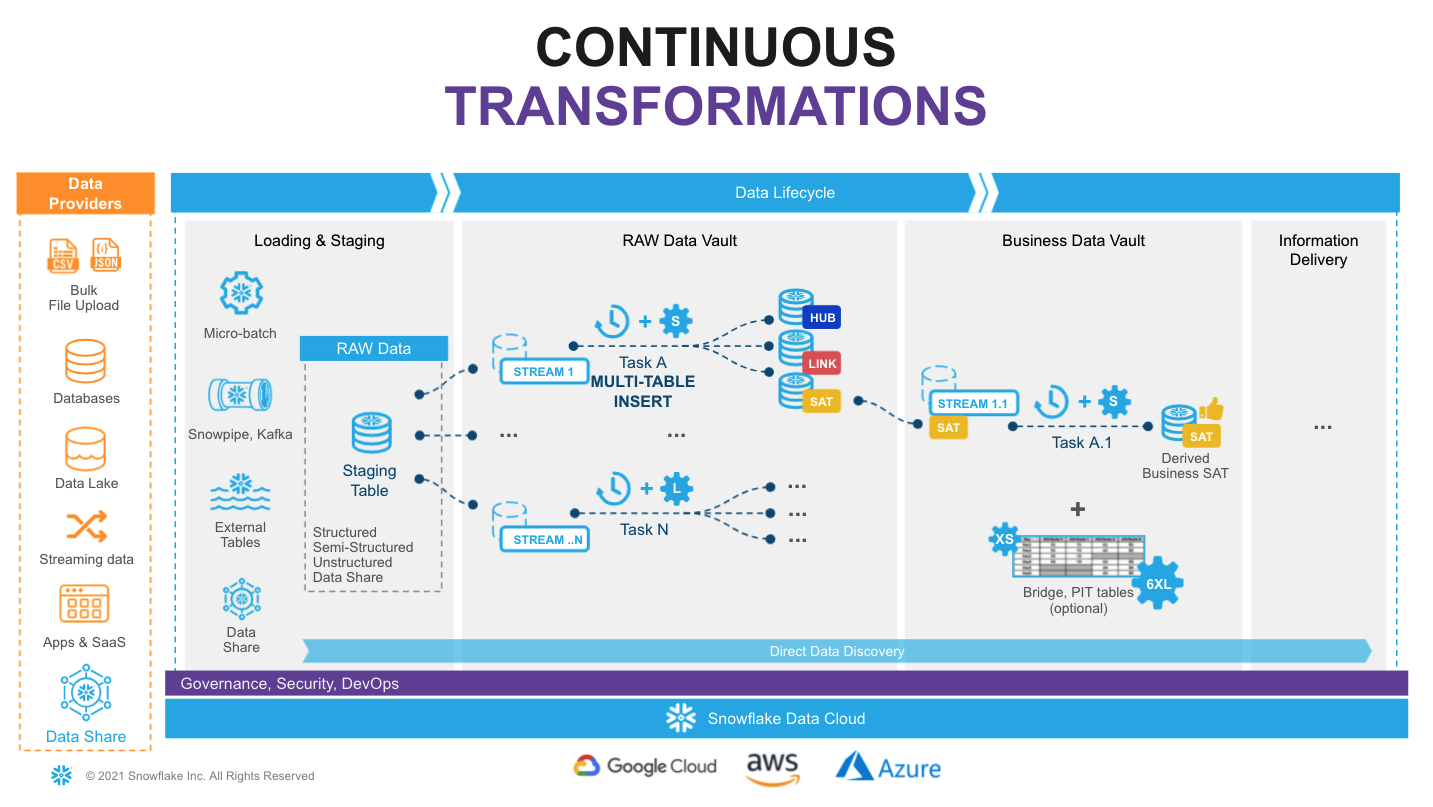 CONTINUOUS
TRANSFORMATIONS
Data
Providers
CSV
{;}
JSON
Bulk
File Upload
Databases
Data Lake
Streaming data
Apps & SaaS
Data Share
Data Lifecycle
Loading & Staging
Micro-batch
Snowpipe, Kafka
External
Tables
Data
Share
RAW Data
Staging
Table
Structured
Semi-Structured
Unstructured
Data Share
RAW Data Vault
STREAM 1
+
S
Task A
MULTI-TABLE
INSERT
HUB
LINK
SAT
...
...
STREAM ..N
+
L
Task N
...
...
...
Business Data Vault
STREAM 1.1
SAT
+
S
Task A.1
SAT
Derived
Business SAT
+
XS
6XL
Bridge, PIT tables
(optional)
Information
Delivery
...
Direct Data Discovery
Governance, Security, DevOps
Snowflake Data Cloud
© 2021 Snowflake Inc. All Rights Reserved
Google Cloud
aws
Azure